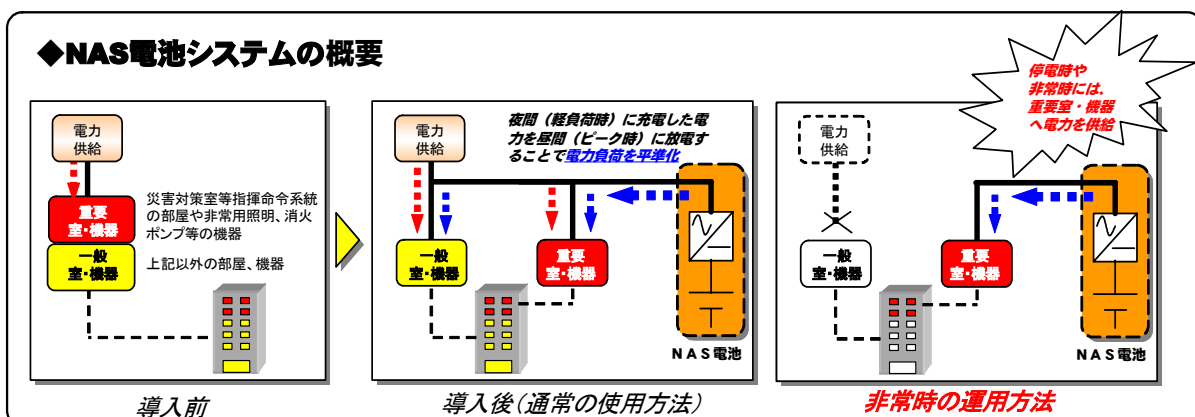 ◆NAS電池システムの概要
停電時や
非常時には、
重要室・機器
へ電力を供給
電力
供給
重要
室・機器
一般
室・機器
災害対策室等指揮命令系統
の部屋や非常用照明、消火
ポンプ等の機器
上記以外の部屋、機器
導入前
電力
供給
夜間（軽負荷時）に充電した電
力を昼間（ピーク時）に放電す
ることで電力負荷を平準化
一般
室・機器
重要
室・機器
NAS電池
導入後（通常の使用方法）
電力
供給
一般
室・機器
重要
室・機器
NAS電池
非常時の運用方法